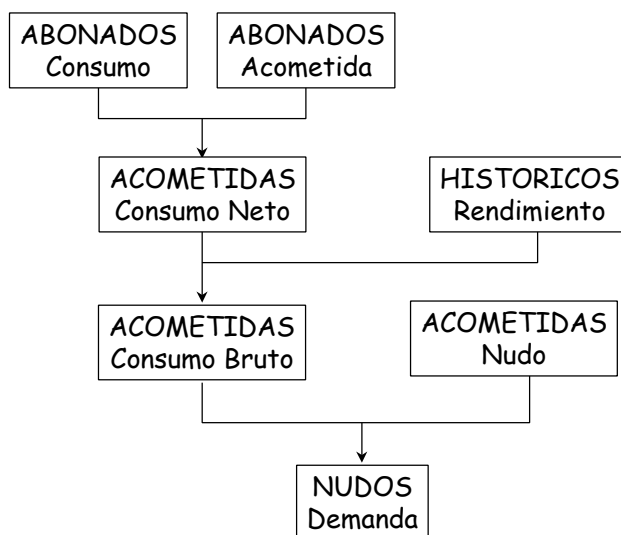 ABONADOS
Consumo
ABONADOS
Acometida
ACOMETIDAS
Consumo Neto
HISTORICOS
Rendimiento
ACOMETIDAS
Consumo Bruto
ACOMETIDAS
Nudo
NUDOS
Demanda